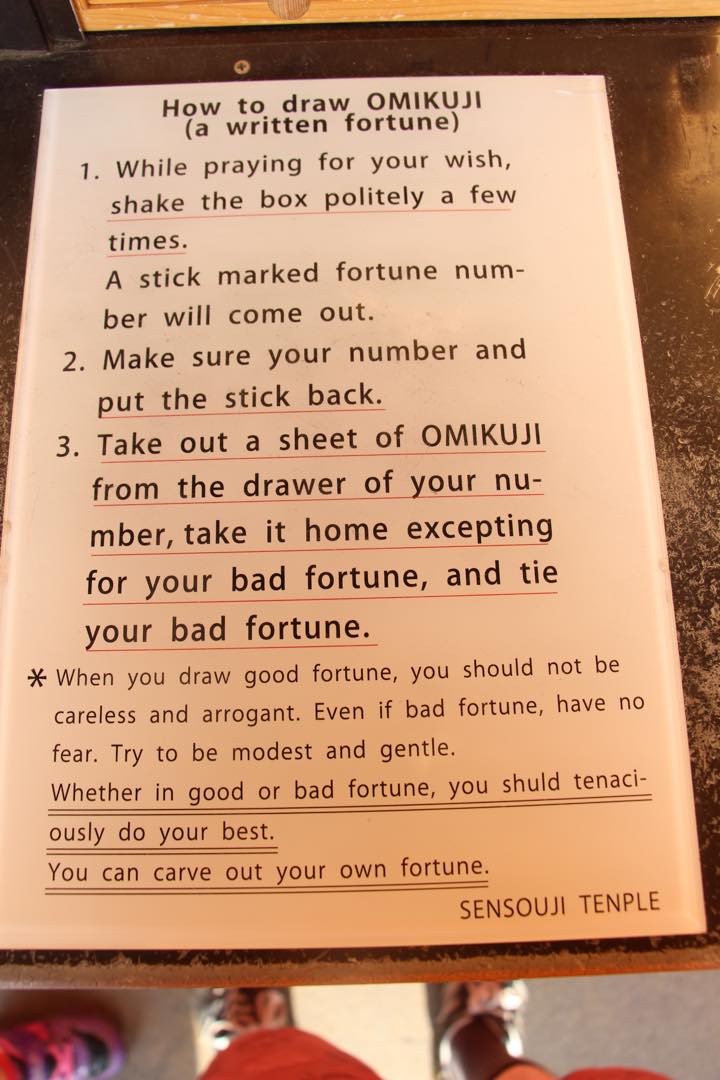 How to draw OMIKUJI
(a written fortune)
1. While praying for your wish,
shake the box politely a few
times.
A stick marked fortune num-
ber will come out.
2. Make sure your number and
put the stick back.
3. Take out a sheet of OMIKUJI
from the drawer of your nu-
mber, take it home excepting
for your bad fortune, and tie
your bad fortune.
* When you draw good fortune, you should not be
careless and arrogant. Even if bad fortune, have no
fear. Try to be modest and gentle.
Whether in good or bad fortune, you shuld tenaci-
ously do your best.
You can carve out your own fortune.
SENSOUJI TENPLE